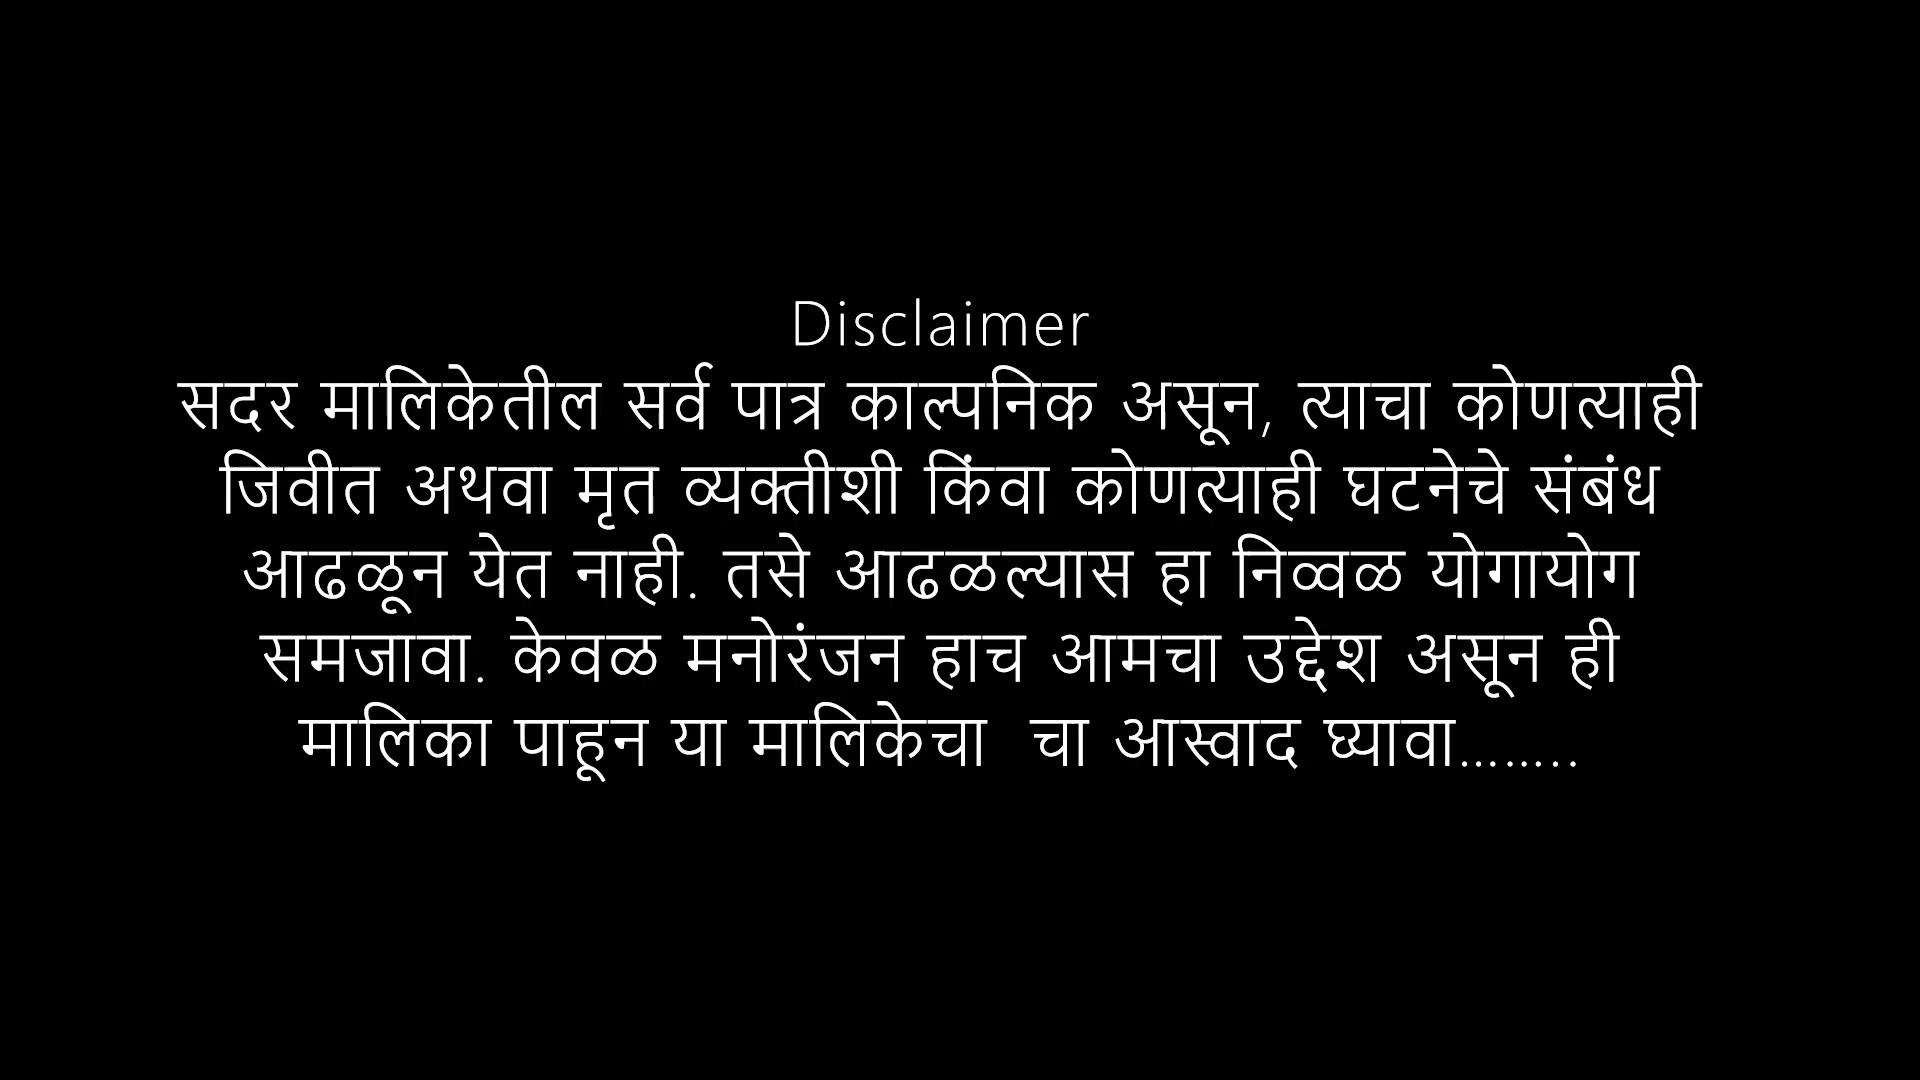 Disclaimer
सदर मालिकेतील सर्व पात्र काल्पनिक असून, त्याचा कोणत्याही
जिवीत अथवा मृत व्यक्तीशी किंवा कोणत्याही घटनेचे संबंध
आढळून येत नाही. तसे आढळल्यास हा निव्वळ योगायोग
समजावा. केवळ मनोरंजन हाच आमचा उद्देश असून ही
मालिका पाहून या मालिकेचा  चा आस्वाद घ्यावा……..